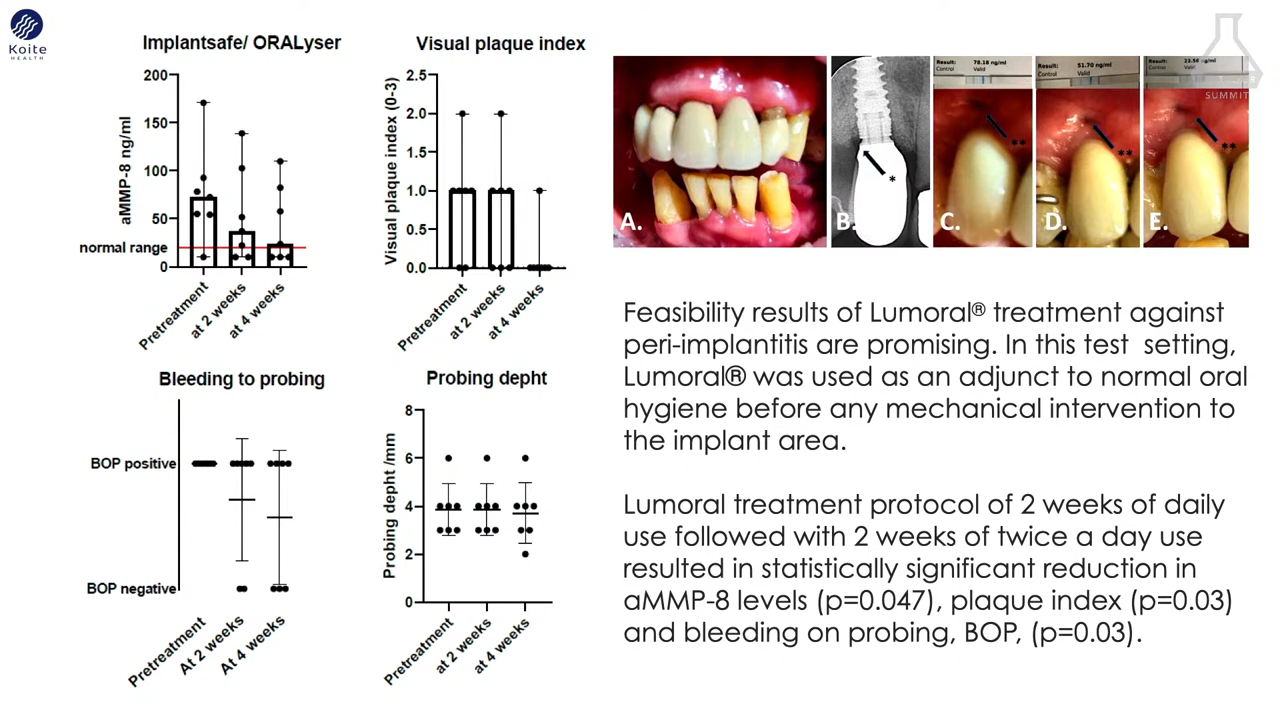 Koite
HEALTH
Implantsafe/ ORALyser
aMMP-8 ng/ml
200
150
100
50
normal range
0
Pretreatment
at 2 weeks
at 4 weeks
Visual plaque index
Visual plaque index (0-3)
2.5
2.0
1.5
1.0
0.5
0.0
Pretreatment
at 2 weeks
at 4 weeks
Bleeding to probing
BOP positive
BOP negative
Pretreatment
At 2 weeks
At 4 weeks
Probing depht
Probing depht /mm
8
6
4
2
0
Pretreatment
at 2 weeks
at 4 weeks
A.
B.
*
Result: 78.18 ng/ml
Control Valid
**
C.
Result: 51.70 ng/ml
Control Valid
**
D.
Result: 23.56 ng/ml
Control Valid
SUMMIT
**
E.
Feasibility results of Lumoral® treatment against
peri-implantitis are promising. In this test setting,
Lumoral® was used as an adjunct to normal oral
hygiene before any mechanical intervention to
the implant area.
Lumoral treatment protocol of 2 weeks of daily
use followed with 2 weeks of twice a day use
resulted in statistically significant reduction in
aMMP-8 levels (p=0.047), plaque index (p=0.03)
and bleeding on probing, BOP, (p=0.03).